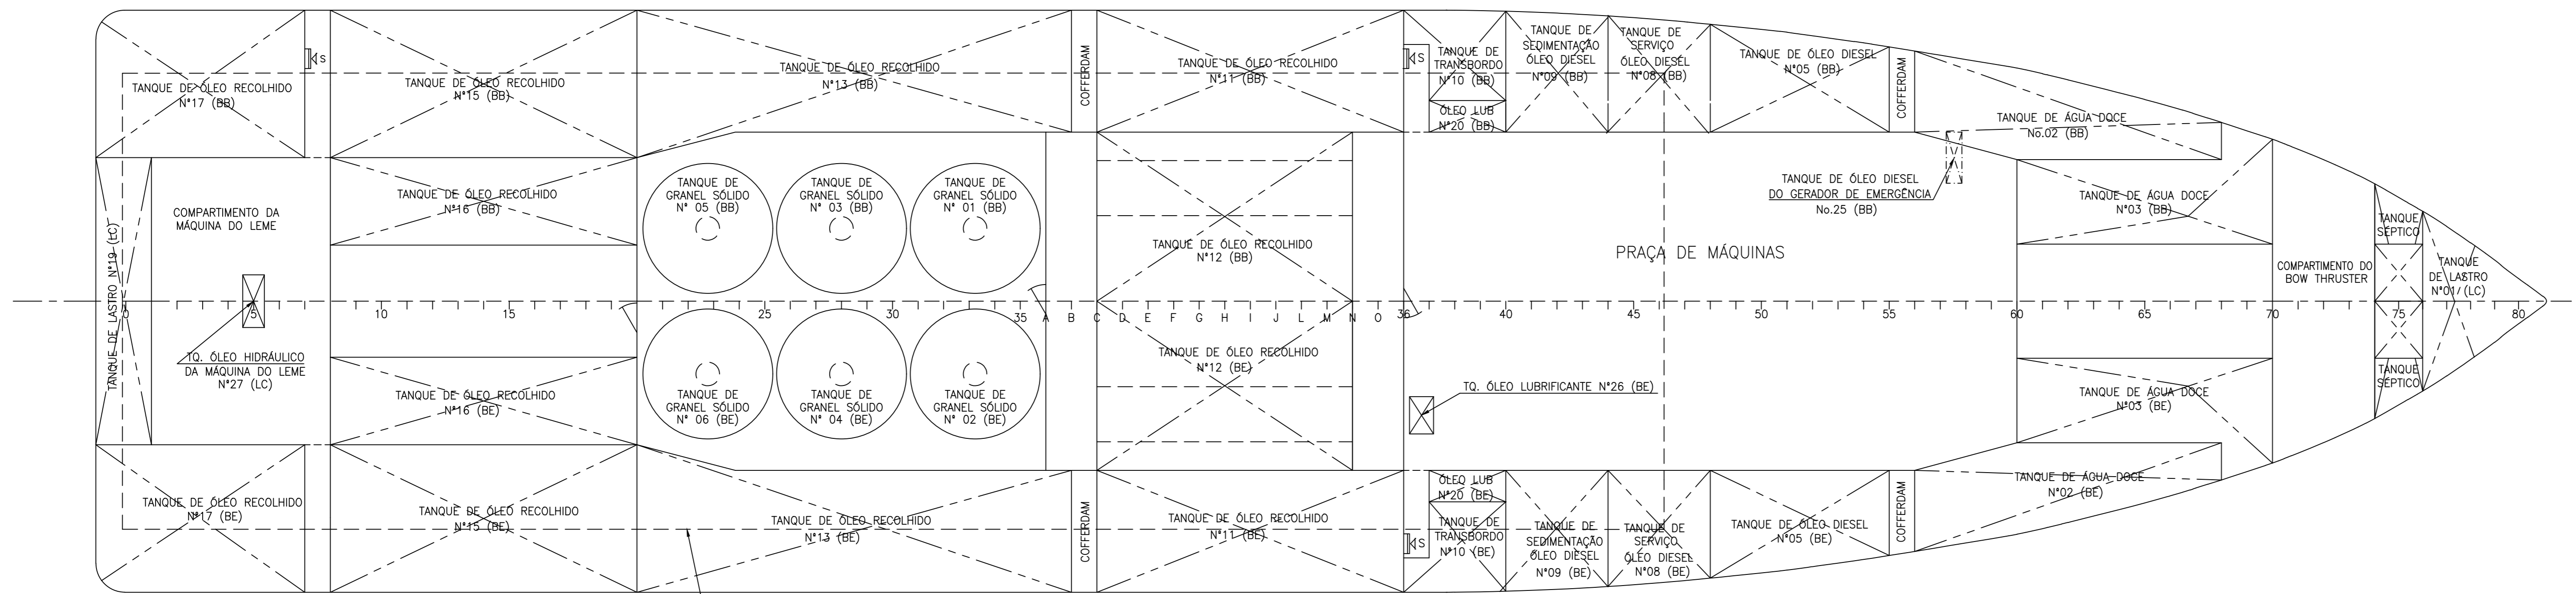 TANQUE DE ÓLEO RECOLHIDO
N°17 (BB)
S
TANQUE DE ÓLEO RECOLHIDO
N°15 (BB)
TANQUE DE ÓLEO RECOLHIDO
N°13 (BB)
COFFERDAM
TANQUE DE ÓLEO RECOLHIDO
N°11 (BB)
S
TANQUE DE
TRANSBORDO
N°10 (BB)
ÓLEO LUB
N°20 (BB)
TANQUE DE
SEDIMENTAÇÃO
ÓLEO DIESEL
N°09 (BB)
TANQUE DE
SERVIÇO
ÓLEO DIESEL
N°08 (BB)
TANQUE DE ÓLEO DIESEL
N°05 (BB)
COFFERDAM
TANQUE DE ÁGUA DOCE
No.02 (BB)
TANQUE DE LASTRO N°19 (LC)
COMPARTIMENTO DA
MÁQUINA DO LEME
TANQUE DE ÓLEO RECOLHIDO
N°16 (BB)
TANQUE DE
GRANEL SÓLIDO
N° 05 (BB)
TANQUE DE
GRANEL SÓLIDO
N° 03 (BB)
TANQUE DE
GRANEL SÓLIDO
N° 01 (BB)
TANQUE DE ÓLEO RECOLHIDO
N°12 (BB)
PRAÇA DE MÁQUINAS
TANQUE DE ÓLEO DIESEL
DO GERADOR DE EMERGÊNCIA
No.25 (BB)
TANQUE DE ÁGUA DOCE
N°03 (BB)
COMPARTIMENTO DO
BOW THRUSTER
TANQUE
SÉPTICO
TANQUE
DE LASTRO
N°01 (LC)
0 5 10 15 25 30 35 A B C D E F G H I J L M N O 36 40 45 50 55 60 65 70 75 80
TQ. ÓLEO HIDRÁULICO
DA MÁQUINA DO LEME
N°27 (LC)
TANQUE DE ÓLEO RECOLHIDO
N°16 (BE)
TANQUE DE
GRANEL SÓLIDO
N° 06 (BE)
TANQUE DE
GRANEL SÓLIDO
N° 04 (BE)
TANQUE DE
GRANEL SÓLIDO
N° 02 (BE)
TANQUE DE ÓLEO RECOLHIDO
N°12 (BE)
TQ. ÓLEO LUBRIFICANTE N°26 (BE)
TANQUE DE ÁGUA DOCE
N°03 (BE)
TANQUE
SÉPTICO
TANQUE DE ÓLEO RECOLHIDO
N°17 (BE)
TANQUE DE ÓLEO RECOLHIDO
N°15 (BE)
TANQUE DE ÓLEO RECOLHIDO
N°13 (BE)
COFFERDAM
TANQUE DE ÓLEO RECOLHIDO
N°11 (BE)
S
ÓLEO LUB
N°20 (BE)
TANQUE DE
TRANSBORDO
N°10 (BE)
TANQUE DE
SEDIMENTAÇÃO
ÓLEO DIESEL
N°09 (BE)
TANQUE DE
SERVIÇO
ÓLEO DIESEL
N°08 (BE)
TANQUE DE ÓLEO DIESEL
N°05 (BE)
COFFERDAM
TANQUE DE ÁGUA DOCE
N°02 (BE)